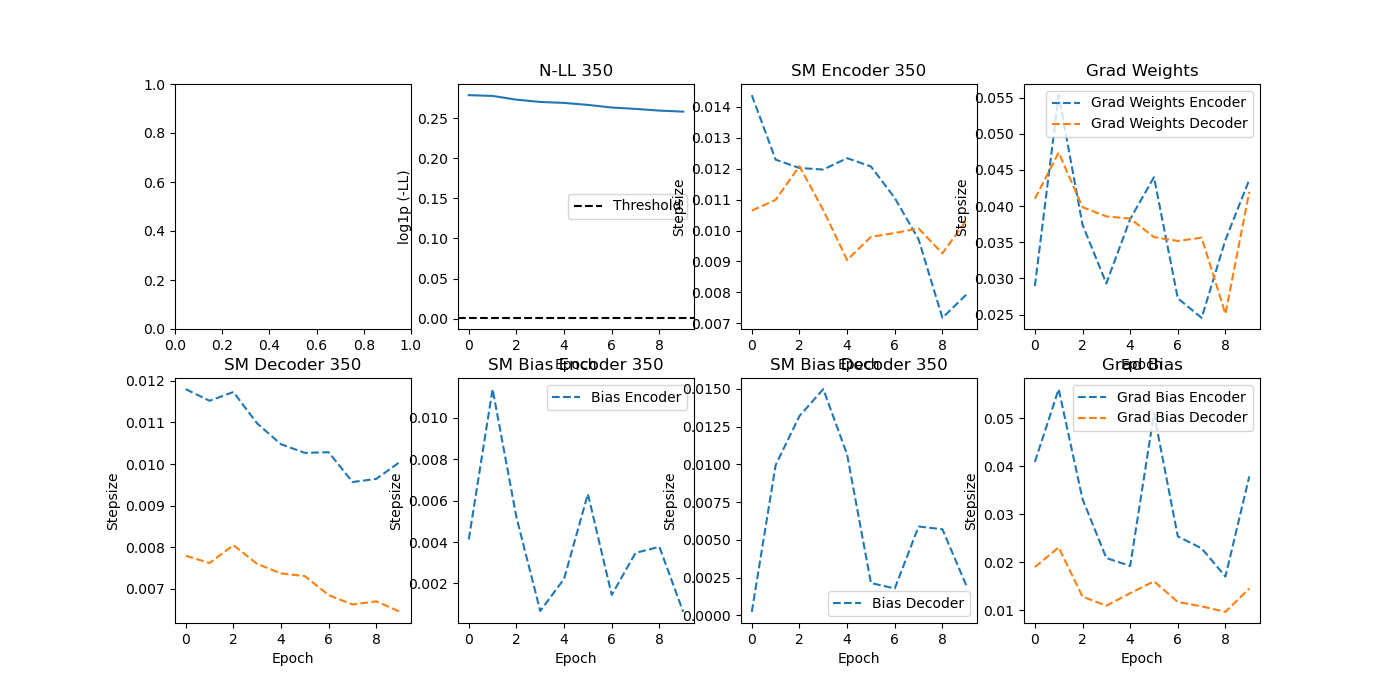 N-LL 350
SM Encoder 350
Grad Weights
1.0
0.8
0.6
0.4
0.2
0.0
0.0 0.2 0.4 0.6 0.8 1.0
log1p (-LL)
0.25
0.20
0.15
0.10
0.05
0.00
Threshold
0 2 4 6 8
Epoch
Stepsize
0.014
0.013
0.012
0.011
0.010
0.009
0.008
0.007
0 2 4 6 8
Epoch
Stepsize
0.055
0.050
0.045
0.040
0.035
0.030
0.025
Grad Weights Encoder
Grad Weights Decoder
0 2 4 6 8
Epoch
SM Decoder 350
SM Bias Encoder 350
SM Bias Decoder 350
Grad Bias
Stepsize
0.012
0.011
0.010
0.009
0.008
0.007
0 2 4 6 8
Epoch
Stepsize
0.010
0.008
0.006
0.004
0.002
Bias Encoder
0 2 4 6 8
Epoch
Stepsize
0.0150
0.0125
0.0100
0.0075
0.0050
0.0025
0.0000
Bias Decoder
0 2 4 6 8
Epoch
Stepsize
0.05
0.04
0.03
0.02
0.01
Grad Bias Encoder
Grad Bias Decoder
0 2 4 6 8
Epoch